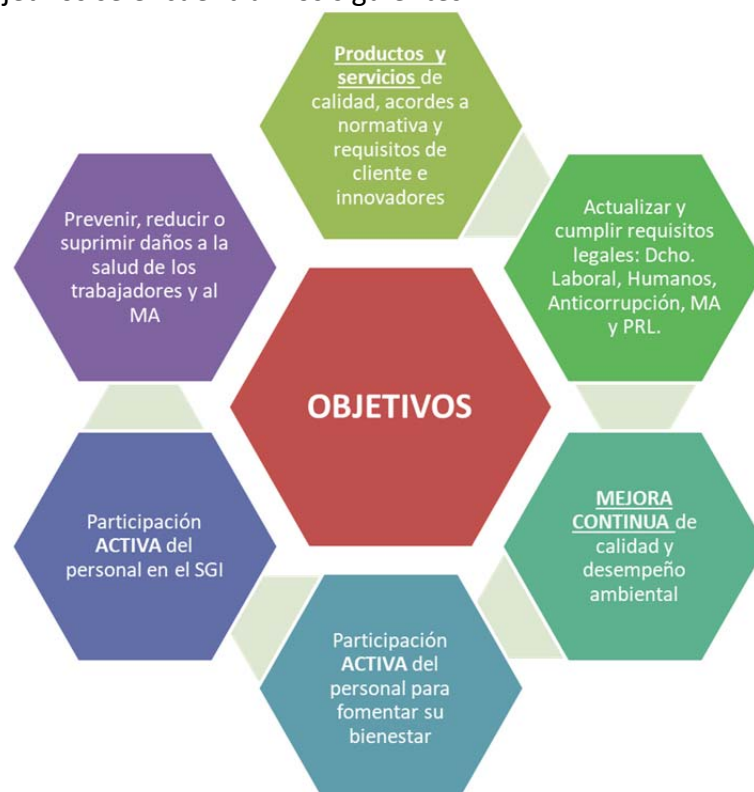 Productos y
servicios de
calidad, acordes a
normativa y
requisitos de
cliente e
innovadores
Actualizar y
cumplir requisitos
legales: Dcho.
Laboral, Humanos,
Anticorrupción, MA
y PRL.
MEJORA
CONTINUA de
calidad y
desempeño
ambiental
Participación
ACTIVA del
personal para
fomentar su
bienestar
Participación
ACTIVA del
personal en el SGI
Prevenir, reducir o
suprimir daños a la
salud de los
trabajadores y al
MA
OBJETIVOS